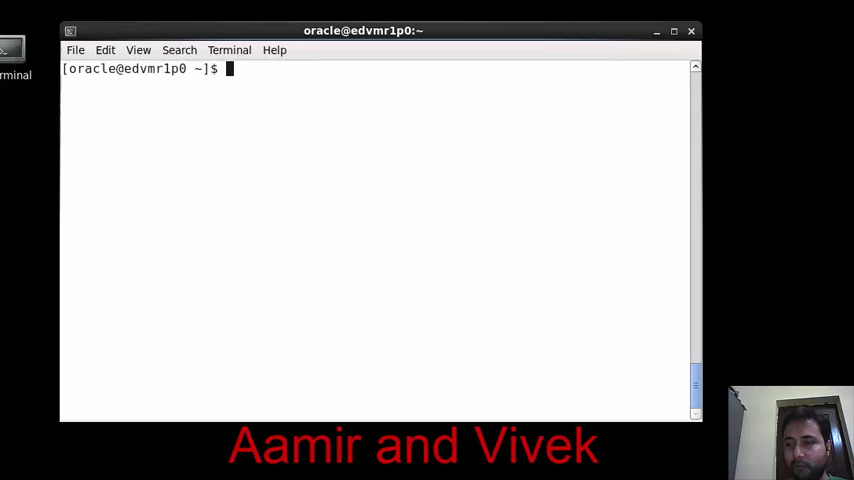 oracle@edvmr1p0:~
File Edit View Search Terminal Help
[oracle@edvmr1p0 ~]$
rminal
Aamir and Vivek